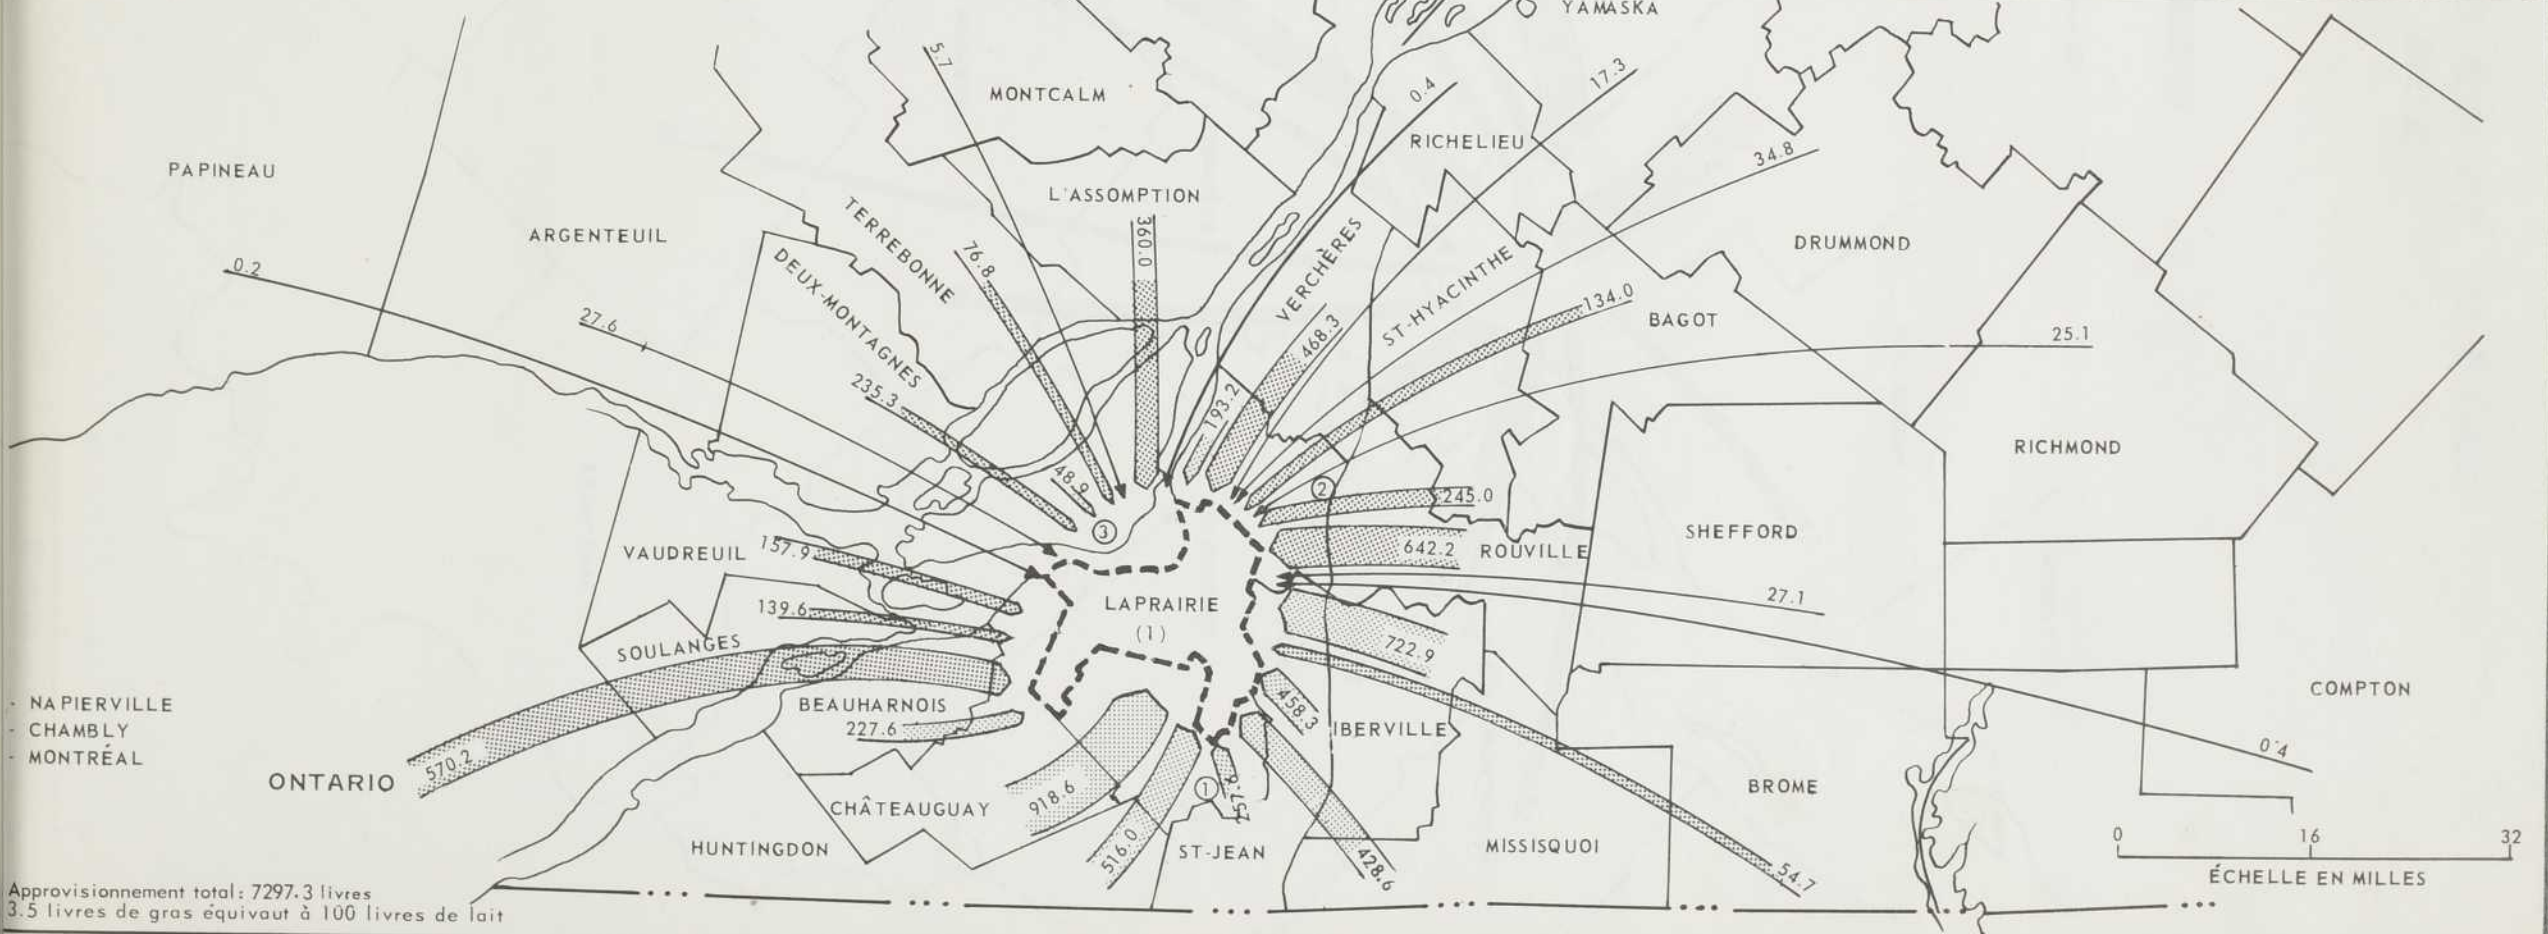 YAMASKA
5.7
MONTCALM
0.4
17.3
RICHELIEU
34.8
PAPINEAU
L'ASSOMPTION
TERREBONNE
360.0
ARGENTEUIL
VERCHÈRES
DRUMMOND
0.2
76.8
DEUX-MONTAGNES
ST-HYACINTHE
134.0
27.6
468.3
BAGOT
25.1
235.3
193.2
RICHMOND
48.9
2
245.0
3
SHEFFORD
VAUDREUIL
157.9
642.2
ROUVILLE
139.6
LAPRAIRIE
(1)
27.1
SOULANGES
722.9
COMPTON
- NAPIERVILLE
- CHAMBLY
- MONTRÉAL
BEAUHARNOIS
227.6
458.3
IBERVILLE
0.4
570.2
ONTARIO
918.6
1
BROME
CHÂTEAUGUAY
HUNTINGDON
516.0
ST-JEAN
428.6
MISSISQUOI
54.7
0 16 32
ÉCHELLE EN MILLES
Approvisionnement total: 7297.3 livres
3.5 livres de gras équivaut à 100 livres de lait